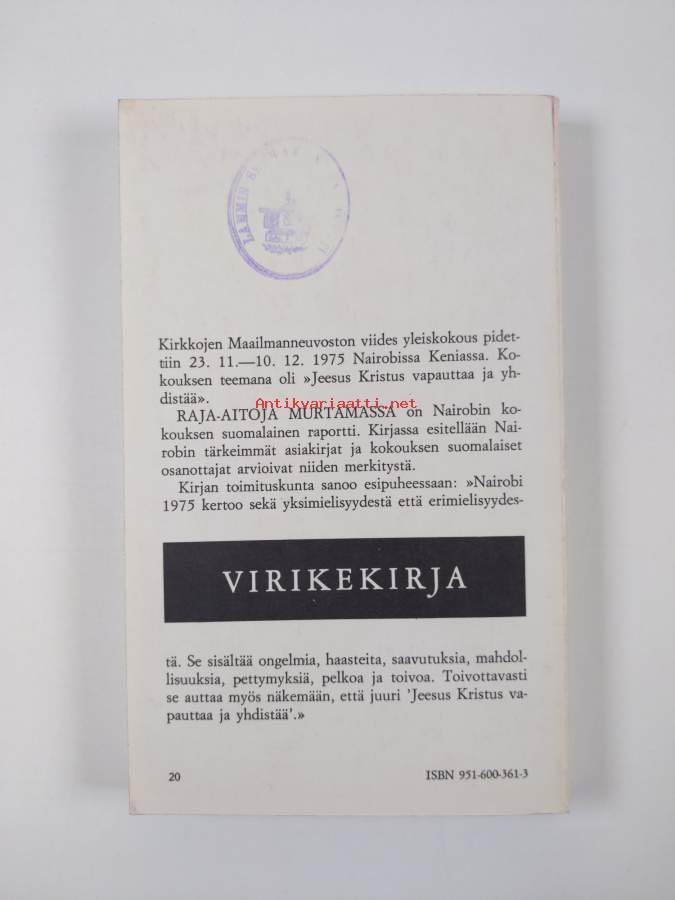 LAMMIN
Kirkkojen Maailmanneuvoston viides yleiskokous pidet-
tiin 23. 11.—10. 12. 1975 Nairobissa Keniassa. Ko-
kouksen teemana oli »Jeesus Kristus vapauttaa ja yh-
distää».
Antikvariaatti.net
RAJA-AITOJA MURTAMASSA on Nairobin ko-
kouksen suomalainen raportti. Kirjassa esitellään Nai-
robin tärkeimmät asiakirjat ja kokouksen suomalaiset
osanottajat arvioivat niiden merkitystä.
Kirjan toimituskunta sanoo esipuheessaan: »Nairobi
1975 kertoo sekä yksimielisyydestä että erimielisyydes-
VIRIKEKIRJA
tä. Se sisältää ongelmia, haasteita, saavutuksia, mahdol-
lisuuksia, pettymyksiä, pelkoa ja toivoa. Toivottavasti
se auttaa myös näkemään, että juuri 'Jeesus Kristus va-
pauttaa ja yhdistää'.»
20 ISBN 951-600-361-3